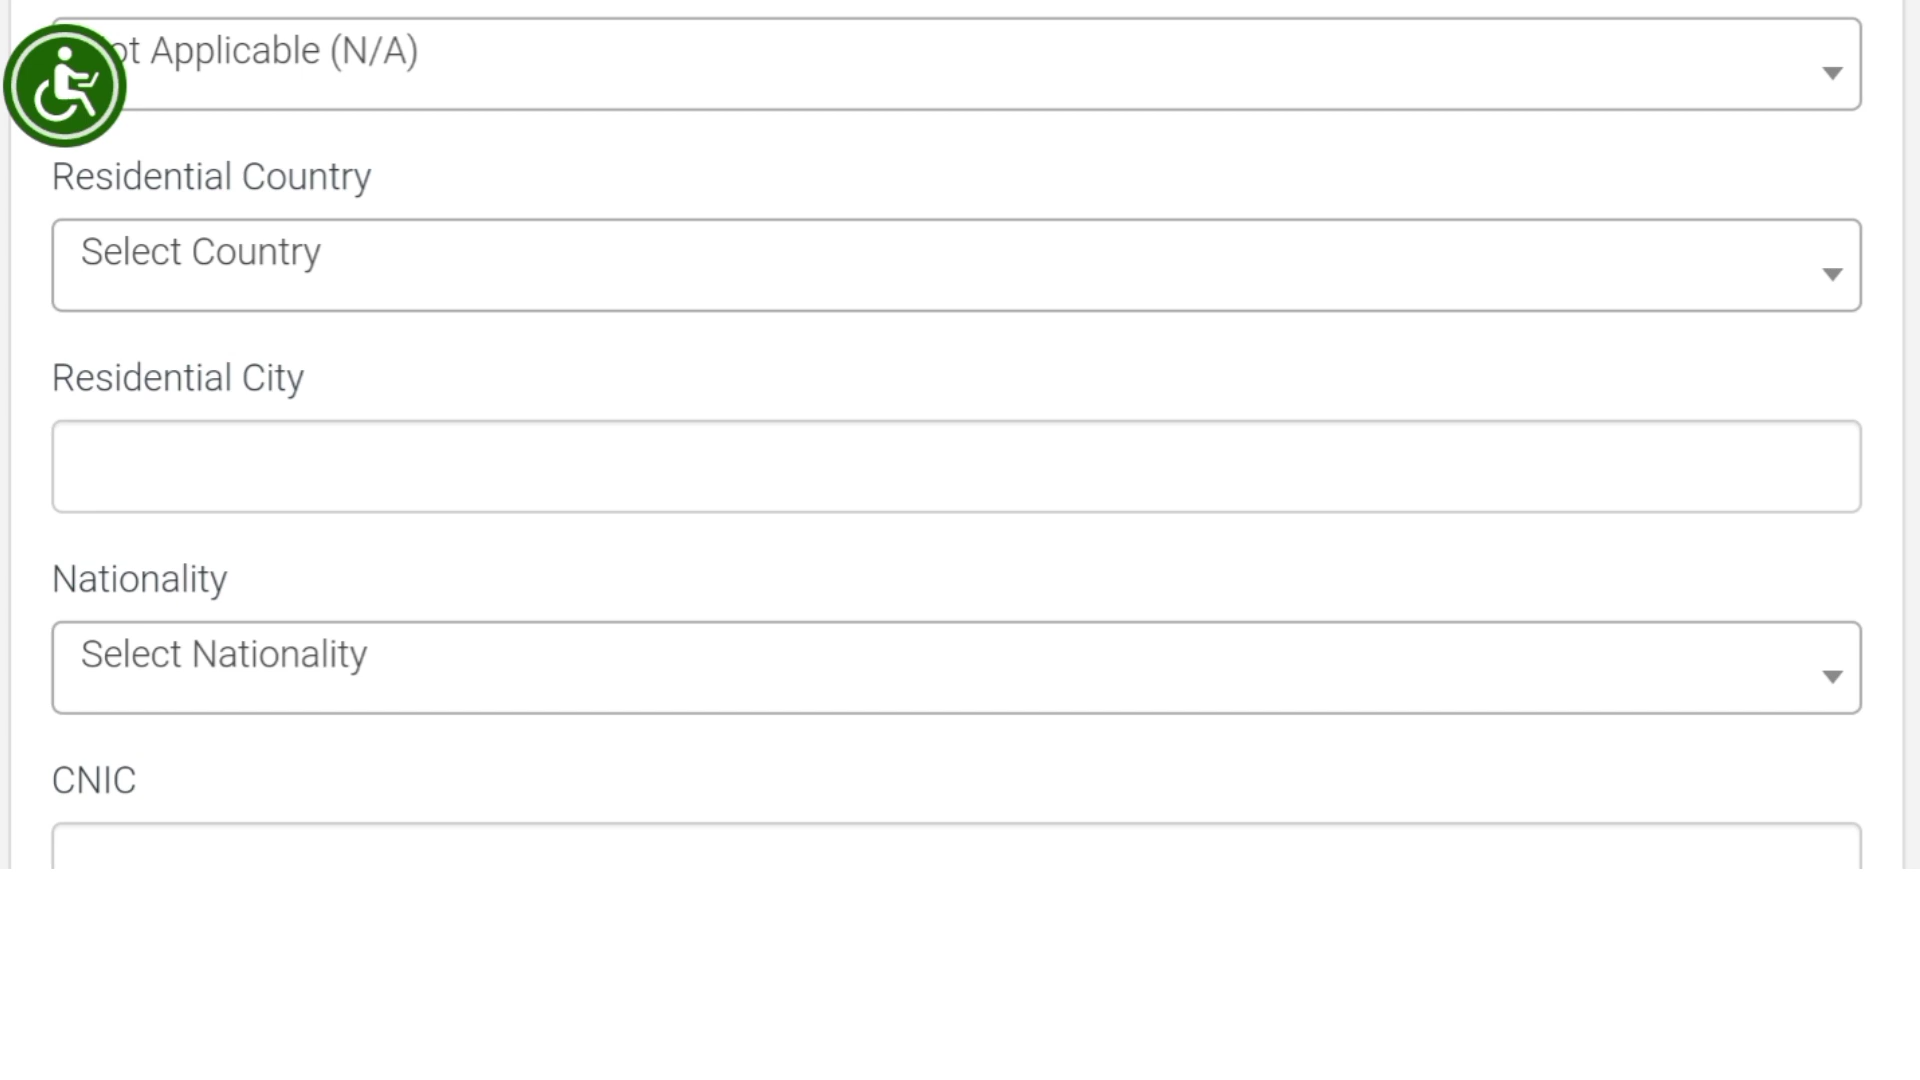 ot Applicable (N/A)
Residential Country
Select Country
Residential City
Nationality
Select Nationality
CNIC